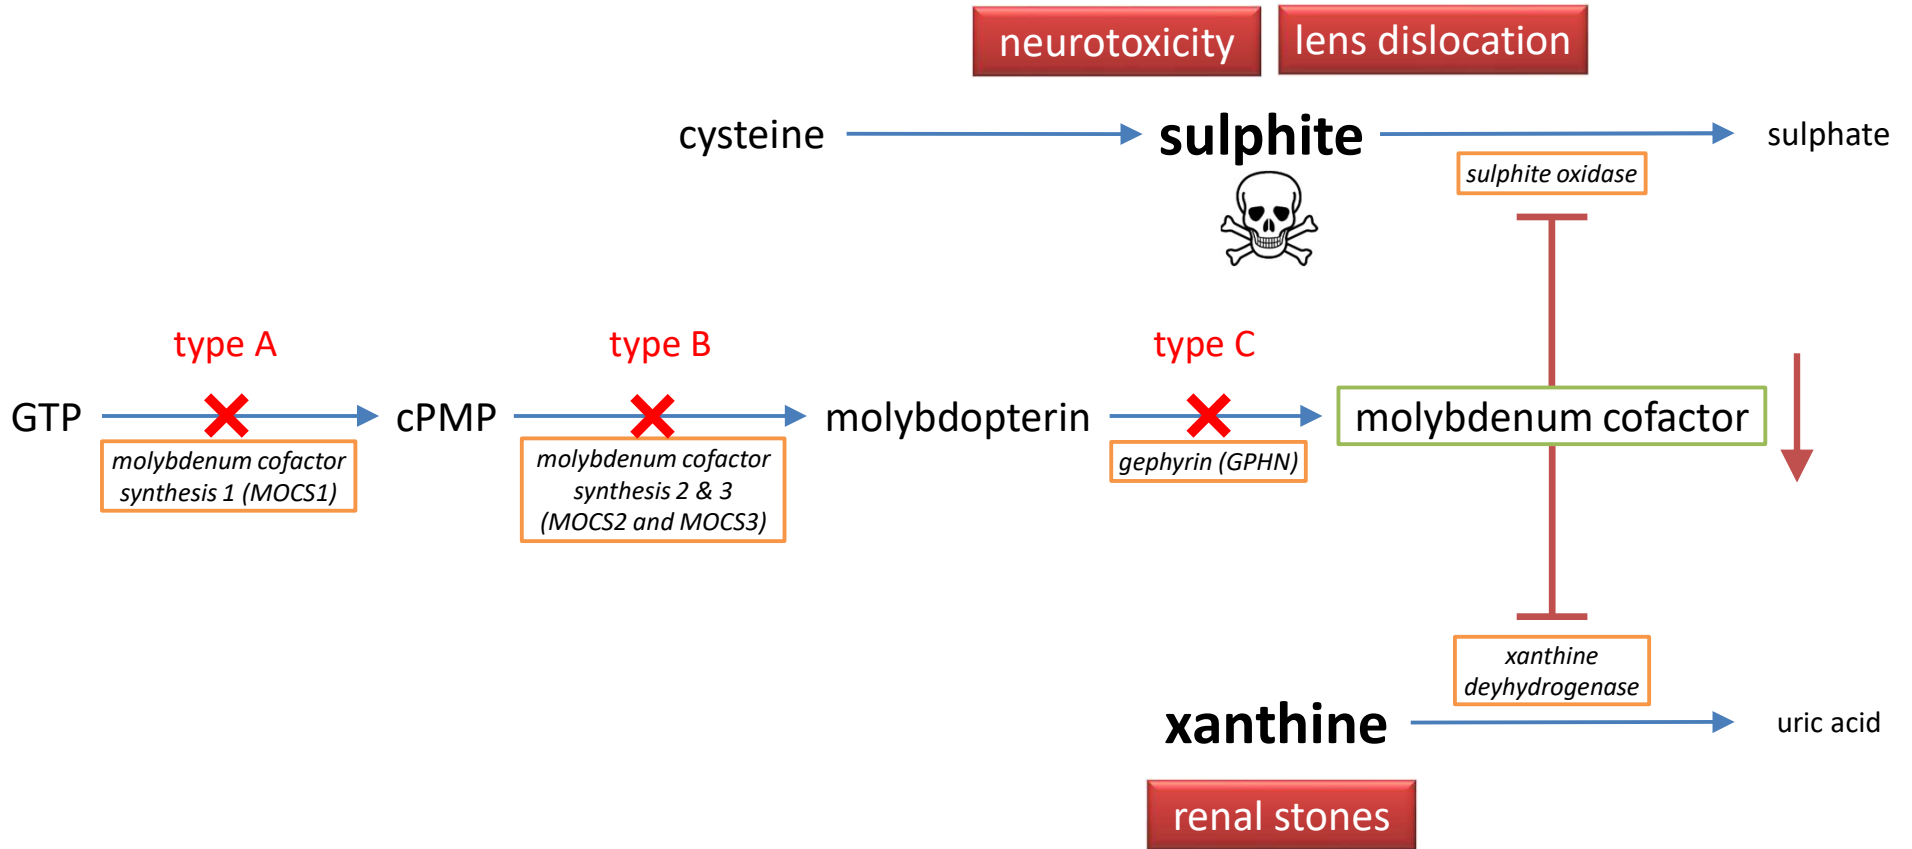 neurotoxicity
lens dislocation
cysteine
sulphite
sulphate
sulphite oxidase
type A
type B
type C
GTP
cPMP
molybdopterin
molybdenum cofactor
molybdenum cofactor
synthesis 1 (MOCS1)
molybdenum cofactor
synthesis 2 & 3
(MOCS2 and MOCS3)
gephyrin (GPHN)
xanthine
deyhydrogenase
xanthine
uric acid
renal stones